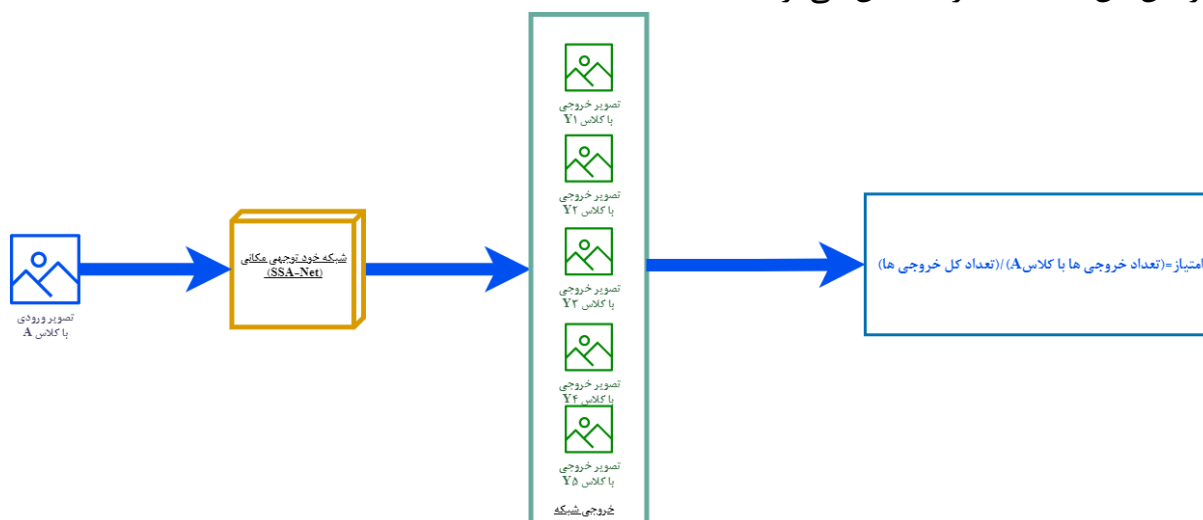 تصویر ورودی
با کلاس A
شبکه خود توجهی مکانی
(SSA-Net)
تصویر خروجی
با کلاس Y۱
تصویر خروجی
با کلاس Y۲
تصویر خروجی
با کلاس Y۳
تصویر خروجی
با کلاس Y۴
تصویر خروجی
با کلاس Y۵
خروجی شبکه
امتیاز=(تعداد خروجی ها با کلاس A)/(تعداد کل خروجی ها)